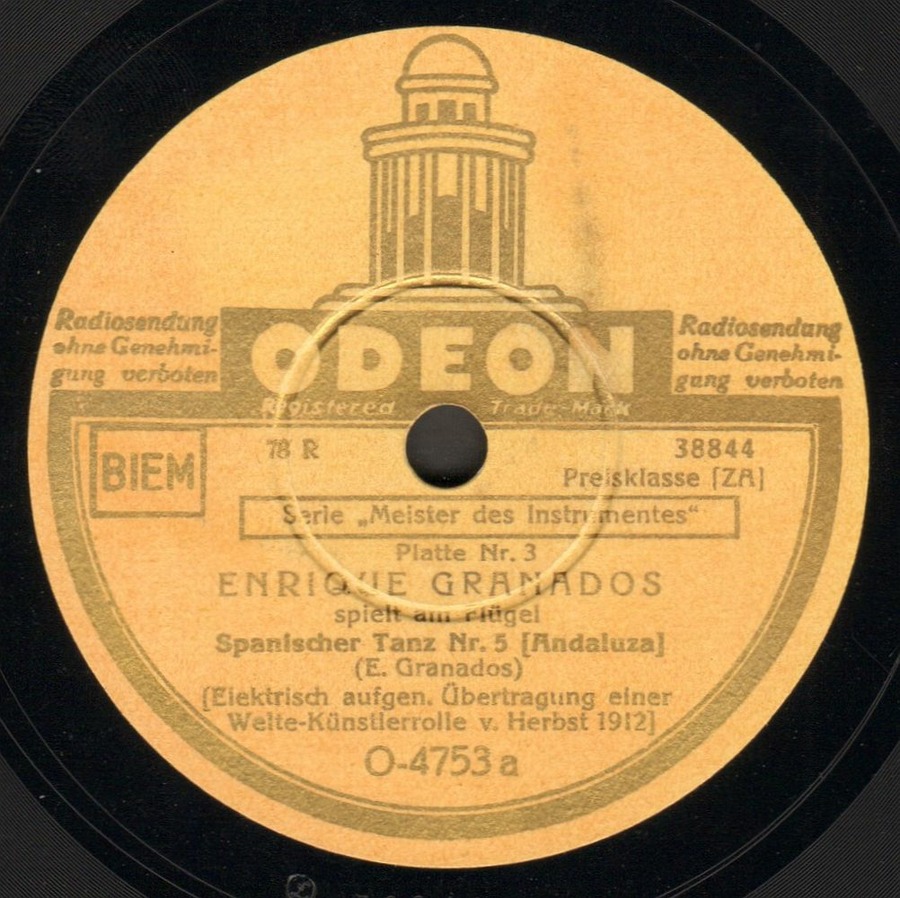 Radiosendung
ohne Genehmi-
gung verboten
ODEON
Registered Trade-Mark
Radiosendung
ohne Genehmi-
gung verboten
BIEM
78 R
38844
Preisklasse [ZA]
Serie „Meister des Instrumentes“
Platte Nr. 3
ENRIQUE GRANADOS
spielt am Flügel
Spanischer Tanz Nr. 5 [Andaluza]
(E. Granados)
[Elektrisch aufgen. Übertragung einer
Welte-Künstlerrolle v. Herbst 1912]
O-4753a